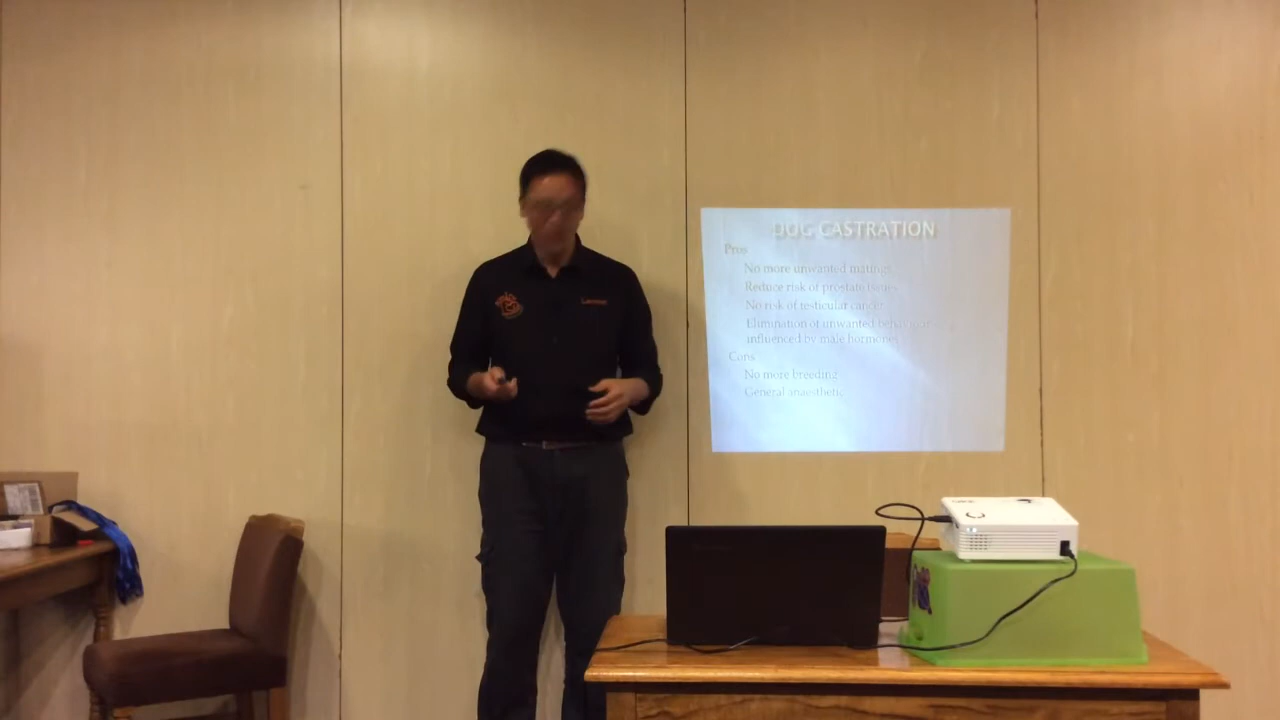 DOG CASTRATION
Pros
No more unwanted matings
Reduce risk of prostate issues
No risk of testicular cancer
Elimination of unwanted behaviour
influenced by male hormones
Cons
No more breeding
General anaesthetic